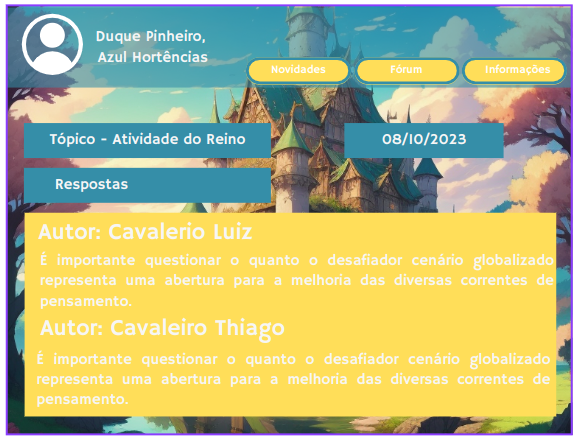 Duque Pinheiro,
Azul Hortências
Novidades
Fórum
Informações
Tópico - Atividade do Reino
08/10/2023
Respostas
Autor: Cavalerio Luiz
É importante questionar o quanto o desafiador cenário globalizado
representa uma abertura para a melhoria das diversas correntes de
pensamento.
Autor: Cavaleiro Thiago
É importante questionar o quanto o desafiador cenário globalizado
representa uma abertura para a melhoria das diversas correntes de
pensamento.